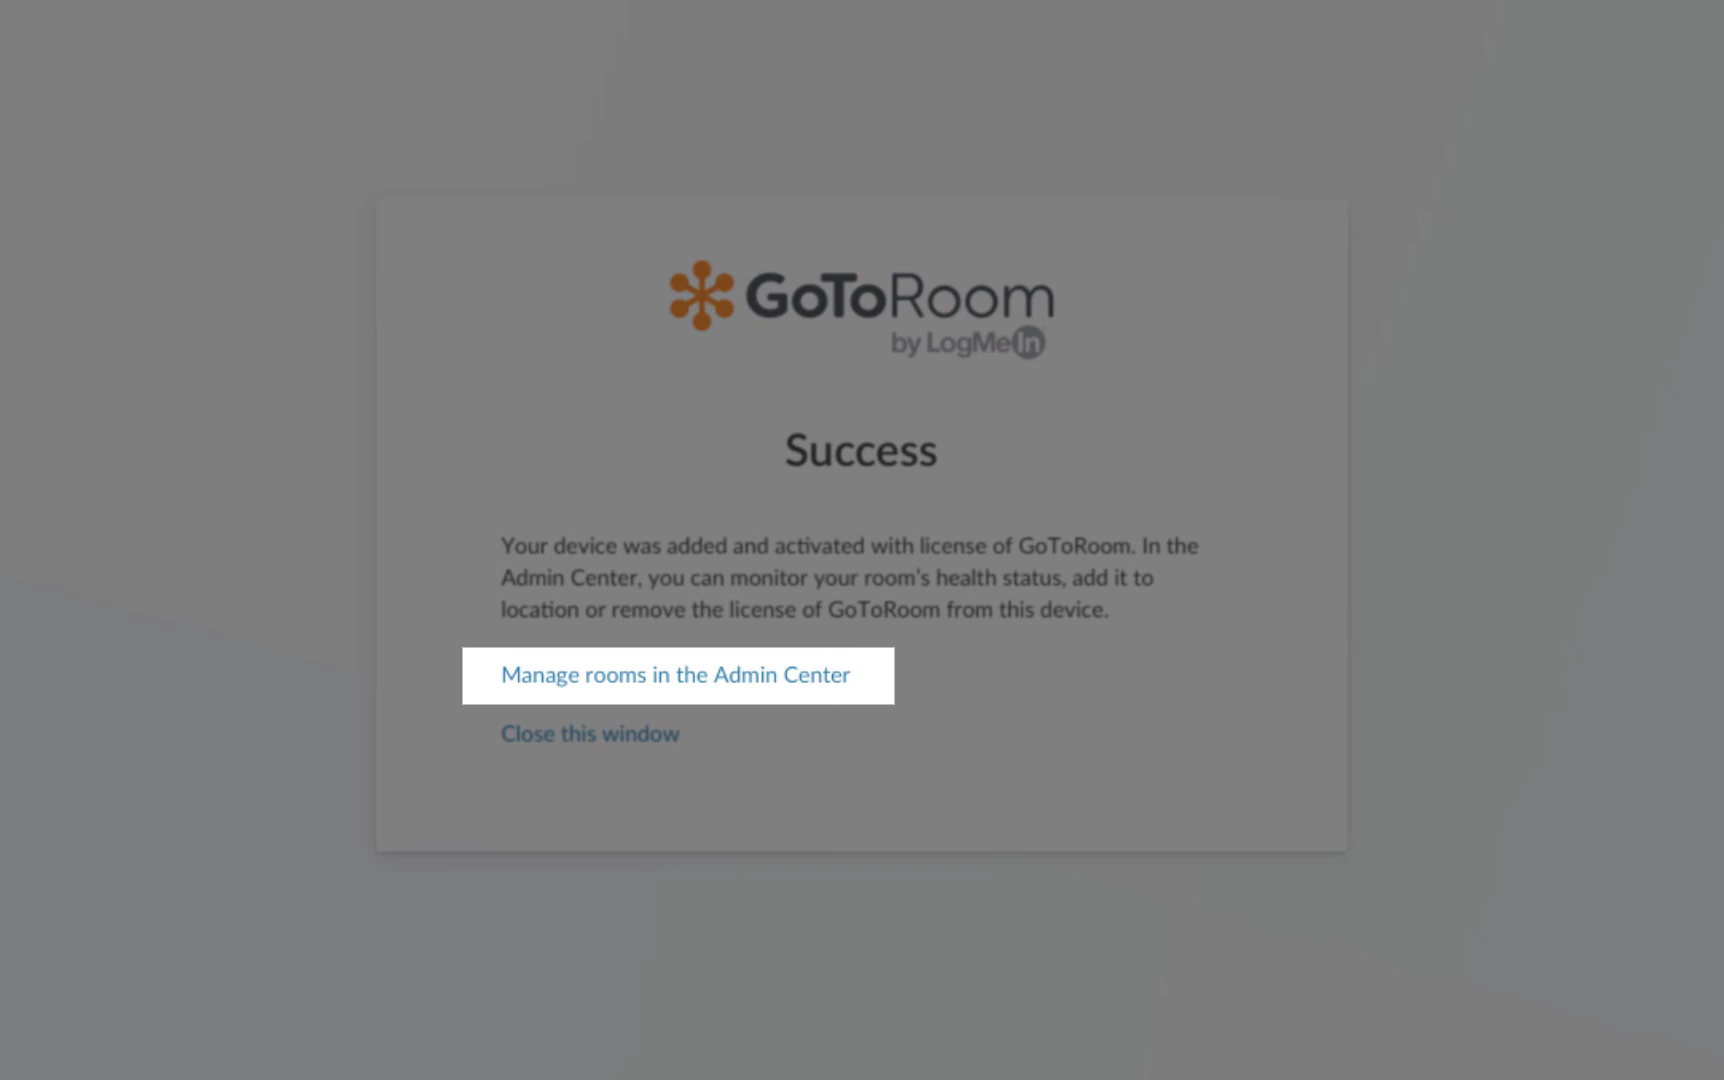 GoToRoom
by LogMeIn
Success
Your device was added and activated with license of GoToRoom. In the
Admin Center, you can monitor your room's health status, add it to
location or remove the license of GoToRoom from this device.
Manage rooms in the Admin Center
Close this window